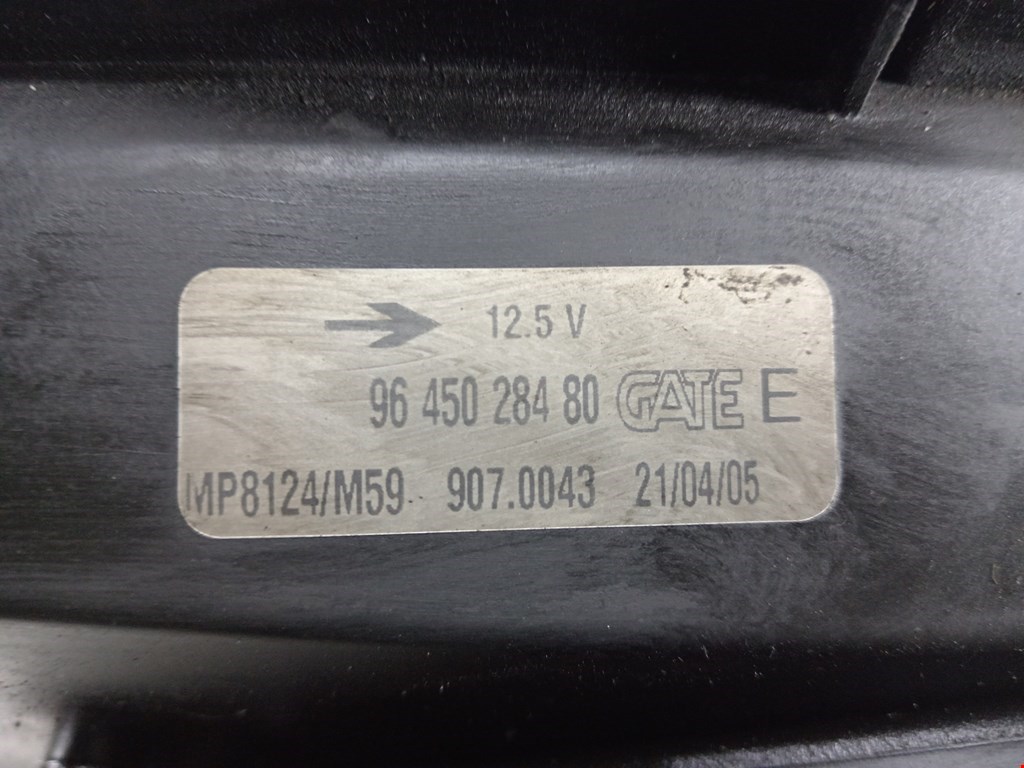 12.5 V
96 450 284 80 GATE E
MP8124/M59 907.0043 21/04/05